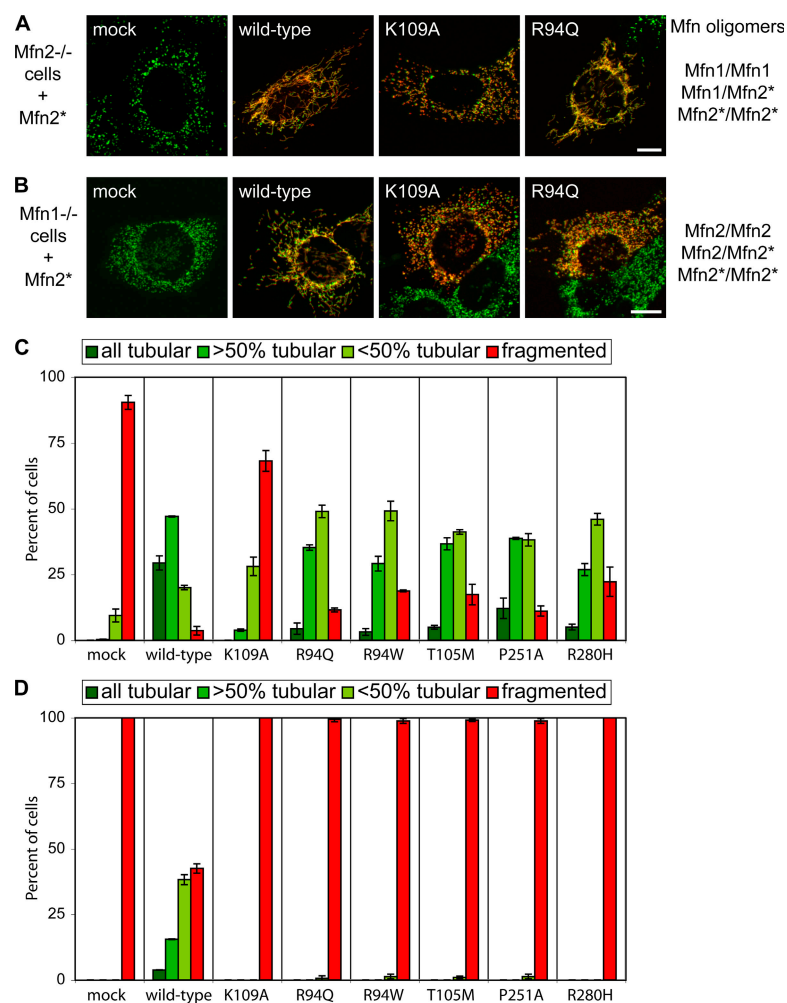 A
mock
wild-type
K109A
R94Q
Mfn oligomers
Mfn2-/-
cells
+
Mfn2*
Mfn1/Mfn1
Mfn1/Mfn2*
Mfn2*/Mfn2*
B
mock
wild-type
K109A
R94Q
Mfn1-/-
cells
+
Mfn2*
Mfn2/Mfn2
Mfn2/Mfn2*
Mfn2*/Mfn2*
C
all tubular >50% tubular <50% tubular fragmented
100
75
50
25
0
Percent of cells
mock wild-type K109A R94Q R94W T105M P251A R280H
D
all tubular >50% tubular <50% tubular fragmented
100
75
50
25
0
Percent of cells
mock wild-type K109A R94Q R94W T105M P251A R280H